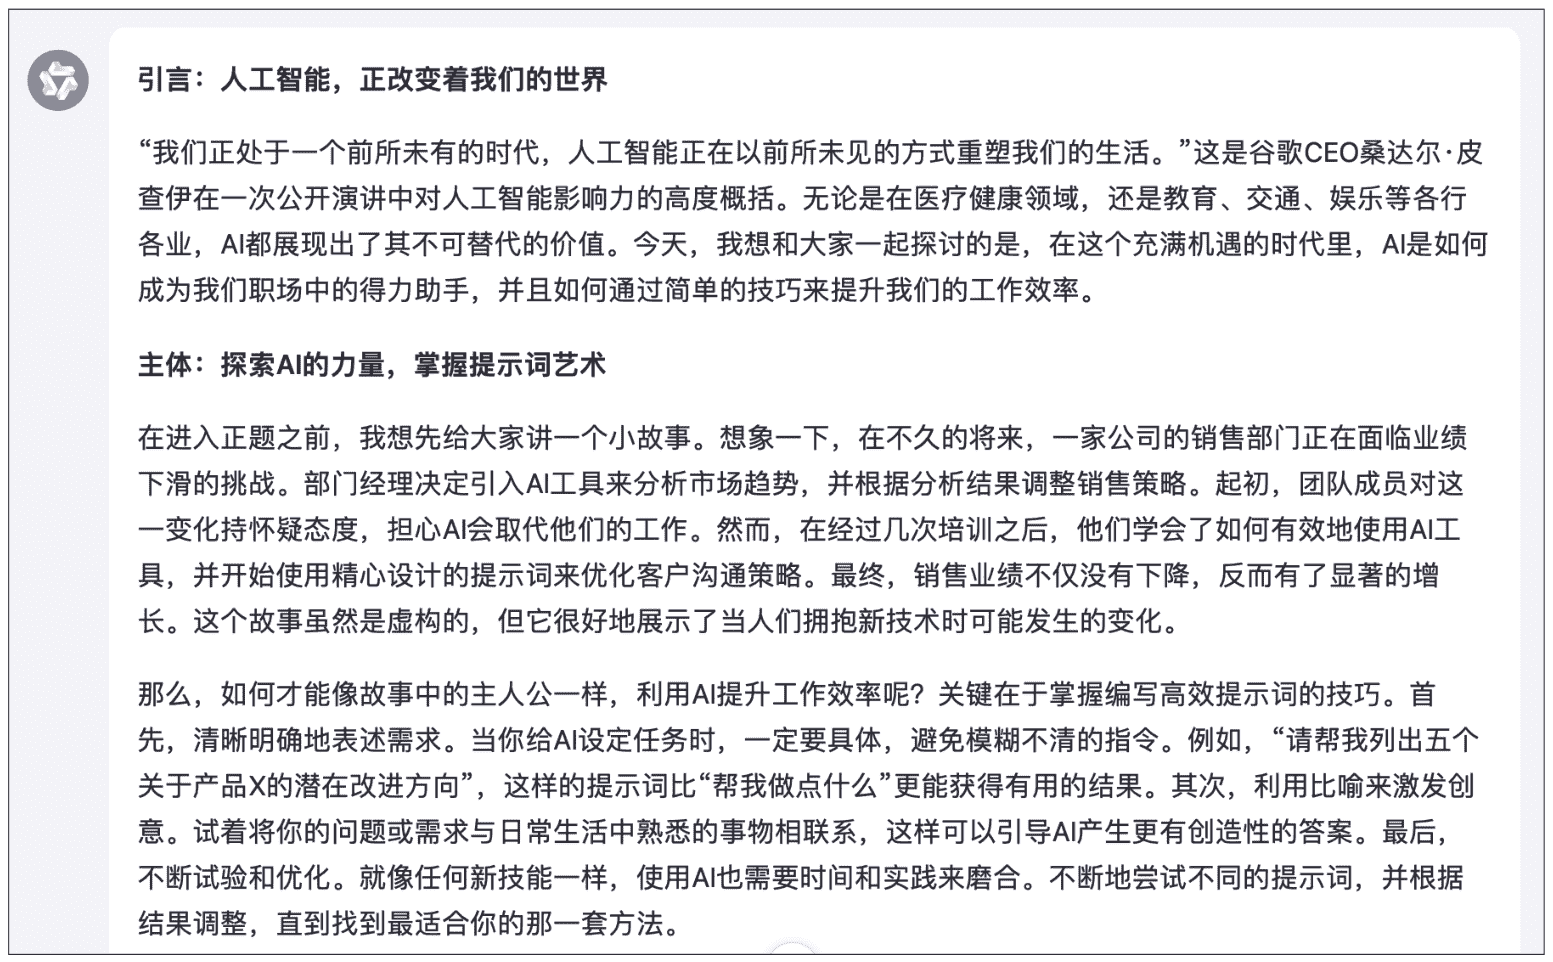 引言：人工智能，正改变着我们的世界
“我们正处于一个前所未有的时代，人工智能正在以前所未见的方式重塑我们的生活。”这是谷歌CEO桑达尔·皮
查伊在一次公开演讲中对人工智能影响力的高度概括。无论是在医疗健康领域，还是教育、交通、娱乐等各行
各业，AI都展现出了其不可替代的价值。今天，我想和大家一起探讨的是，在这个充满机遇的时代里，AI是如何
成为我们职场中的得力助手，并且如何通过简单的技巧来提升我们的工作效率。
主体：探索AI的力量，掌握提示词艺术
在进入正题之前，我想先给大家讲一个小故事。想象一下，在不久的将来，一家公司的销售部门正在面临业绩
下滑的挑战。部门经理决定引入AI工具来分析市场趋势，并根据分析结果调整销售策略。起初，团队成员对这
一变化持怀疑态度，担心AI会取代他们的工作。然而，在经过几次培训之后，他们学会了如何有效地使用AI工
具，并开始使用精心设计的提示词来优化客户沟通策略。最终，销售业绩不仅没有下降，反而有了显著的增
长。这个故事虽然是虚构的，但它很好地展示了当人们拥抱新技术时可能发生的变化。
那么，如何才能像故事中的主人公一样，利用AI提升工作效率呢？关键在于掌握编写高效提示词的技巧。首
先，清晰明确地表述需求。当你给AI设定任务时，一定要具体，避免模糊不清的指令。例如，“请帮我列出五个
关于产品X的潜在改进方向”，这样的提示词比“帮我做点什么”更能获得有用的结果。其次，利用比喻来激发创
意。试着将你的问题或需求与日常生活中熟悉的事物相联系，这样可以引导AI产生更有创造性的答案。最后，
不断试验和优化。就像任何新技能一样，使用AI也需要时间和实践来磨合。不断地尝试不同的提示词，并根据
结果调整，直到找到最适合你的那一套方法。